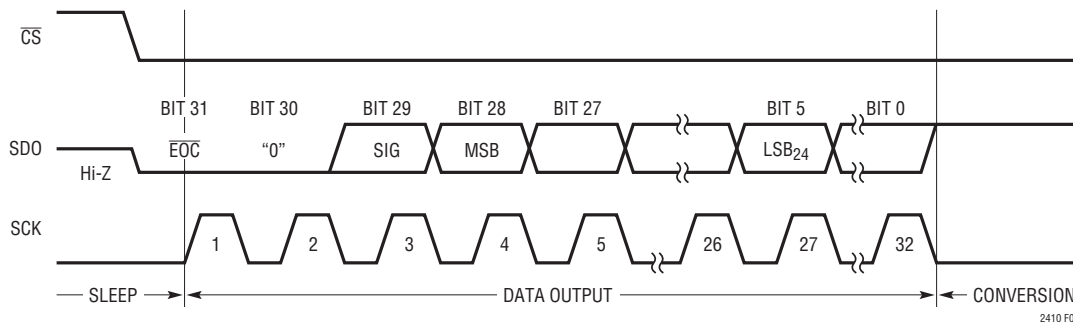 CS
BIT 31 BIT 30 BIT 29 BIT 28 BIT 27 BIT 5 BIT 0
SDO EOC “0” SIG MSB LSB24
Hi-Z
SCK
1 2 3 4 5 26 27 32
SLEEP DATA OUTPUT CONVERSION
2410 F0